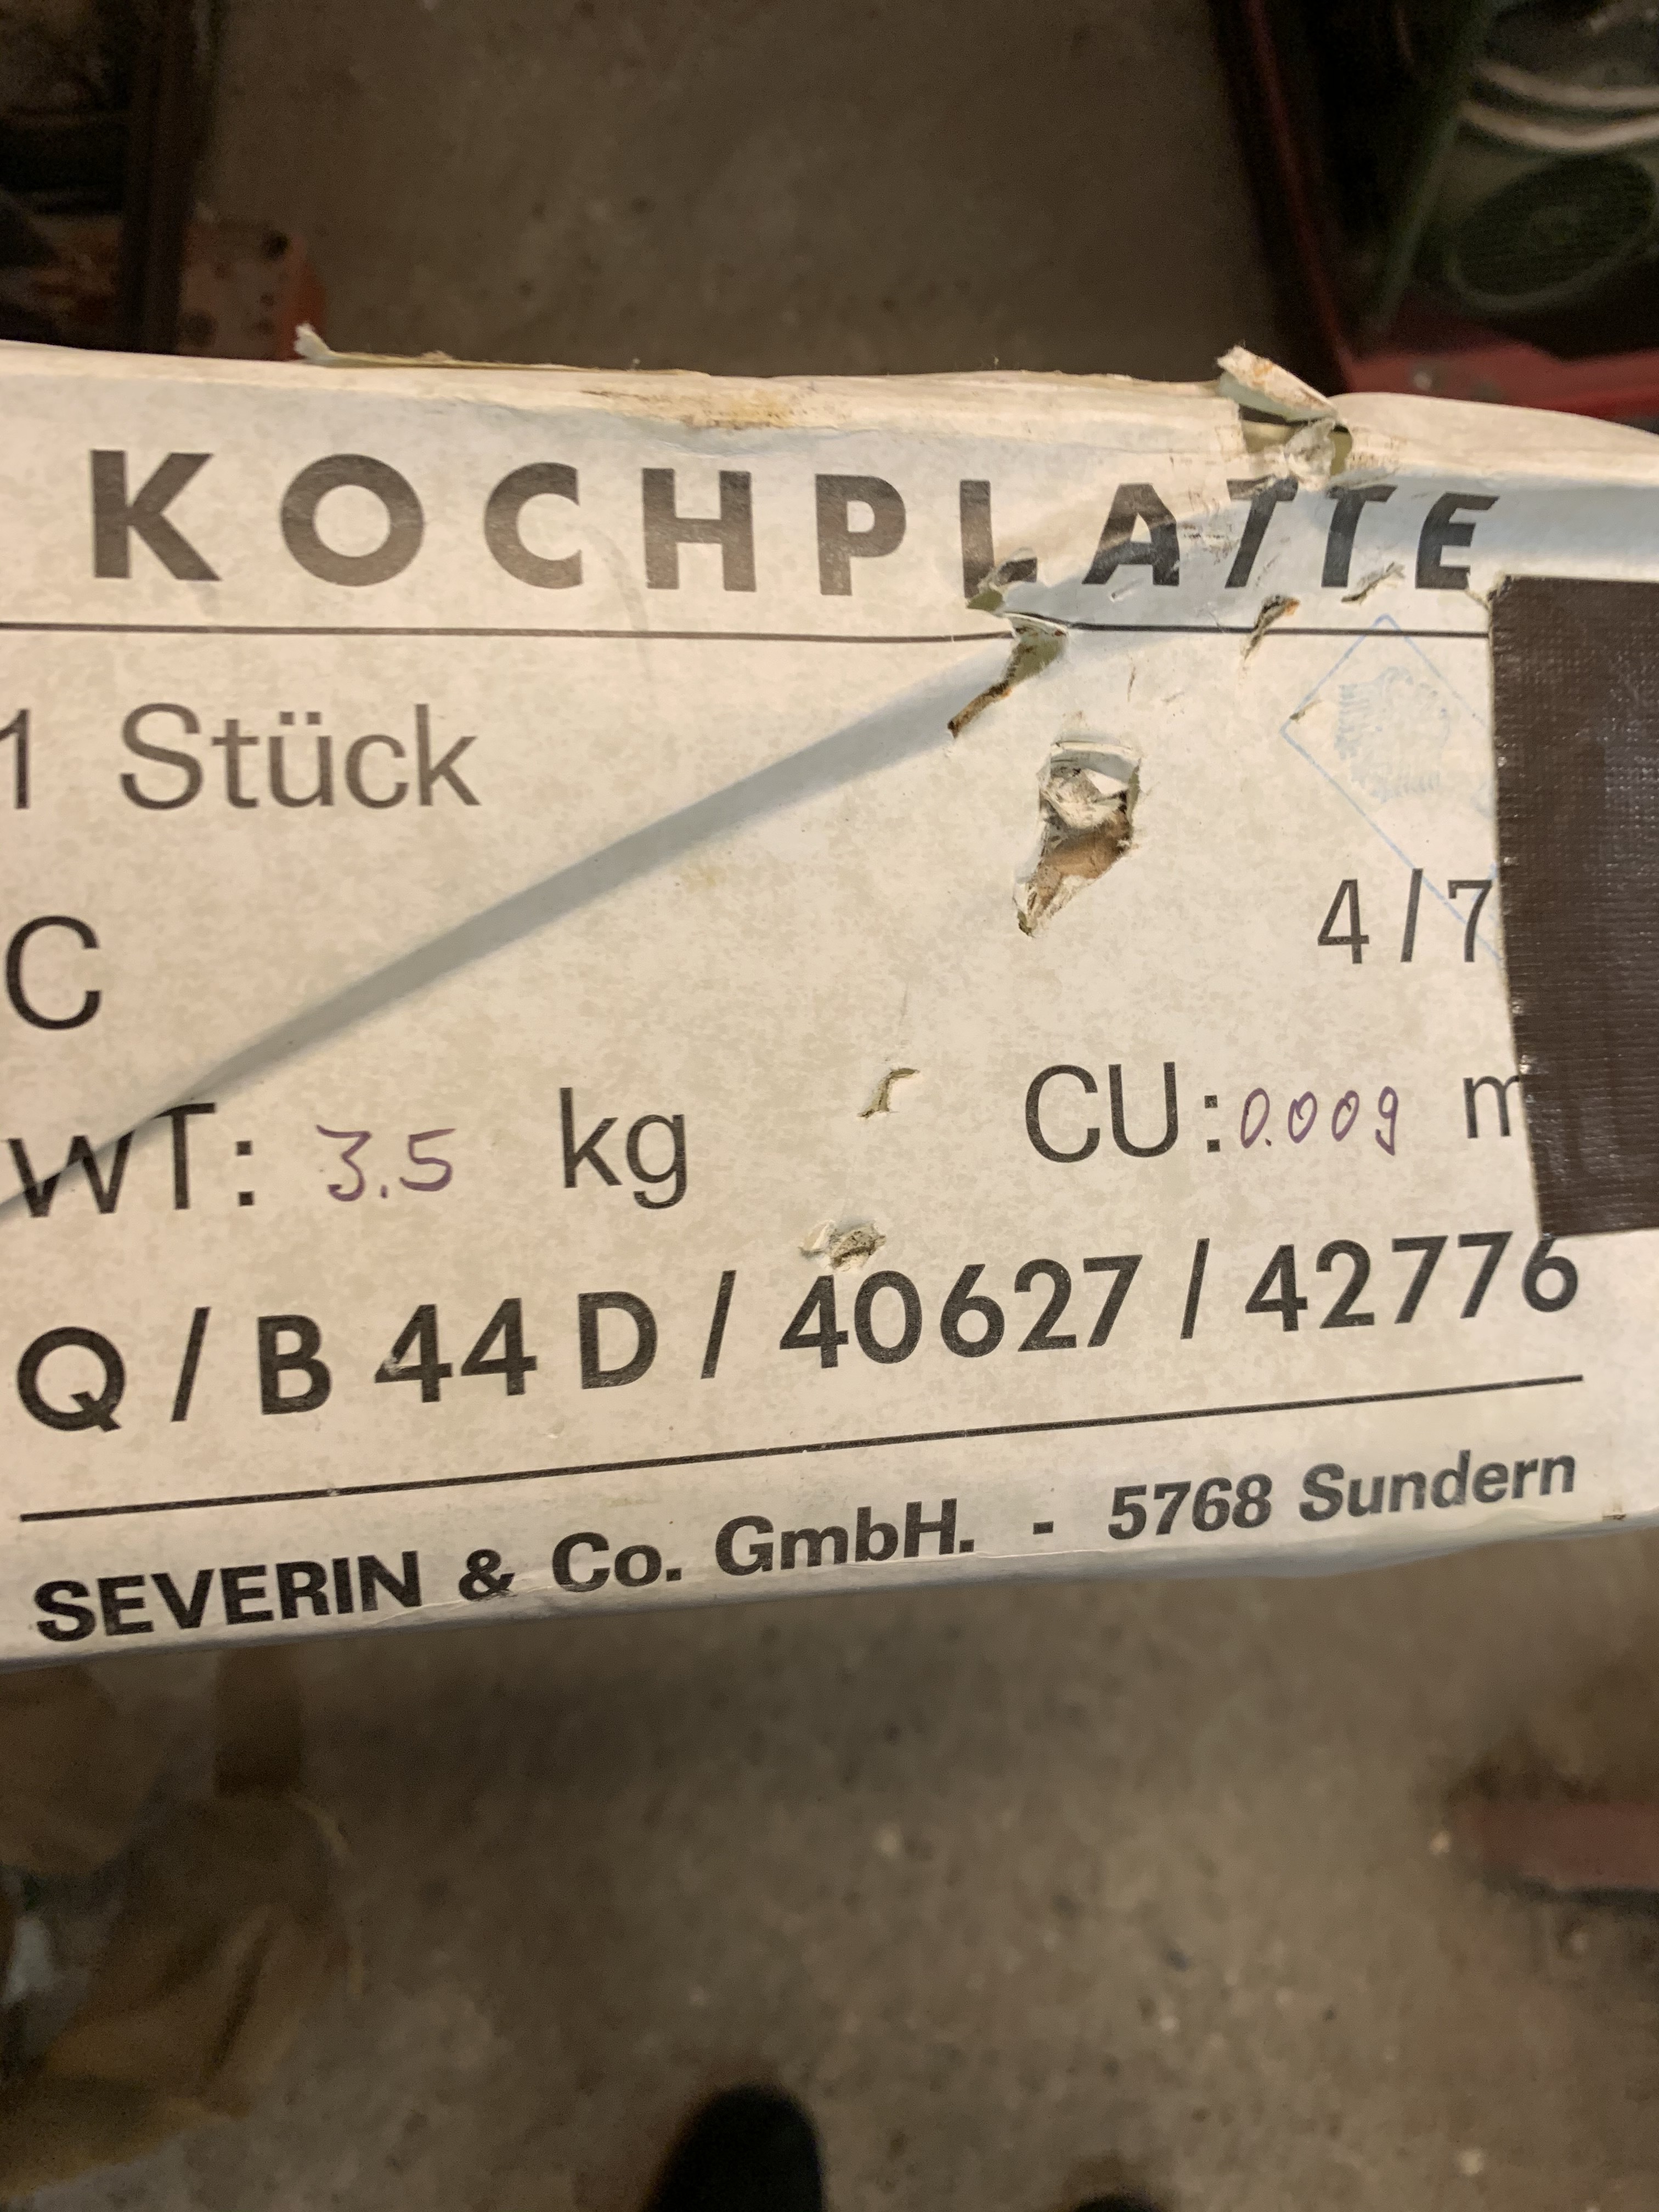 KOCHPLATTE
1 Stück
C
4/7
WT: 3.5 kg CU: 0.009 m
Q/B 44 D/40627/42776
SEVERIN & Co. GmbH. - 5768 Sundern